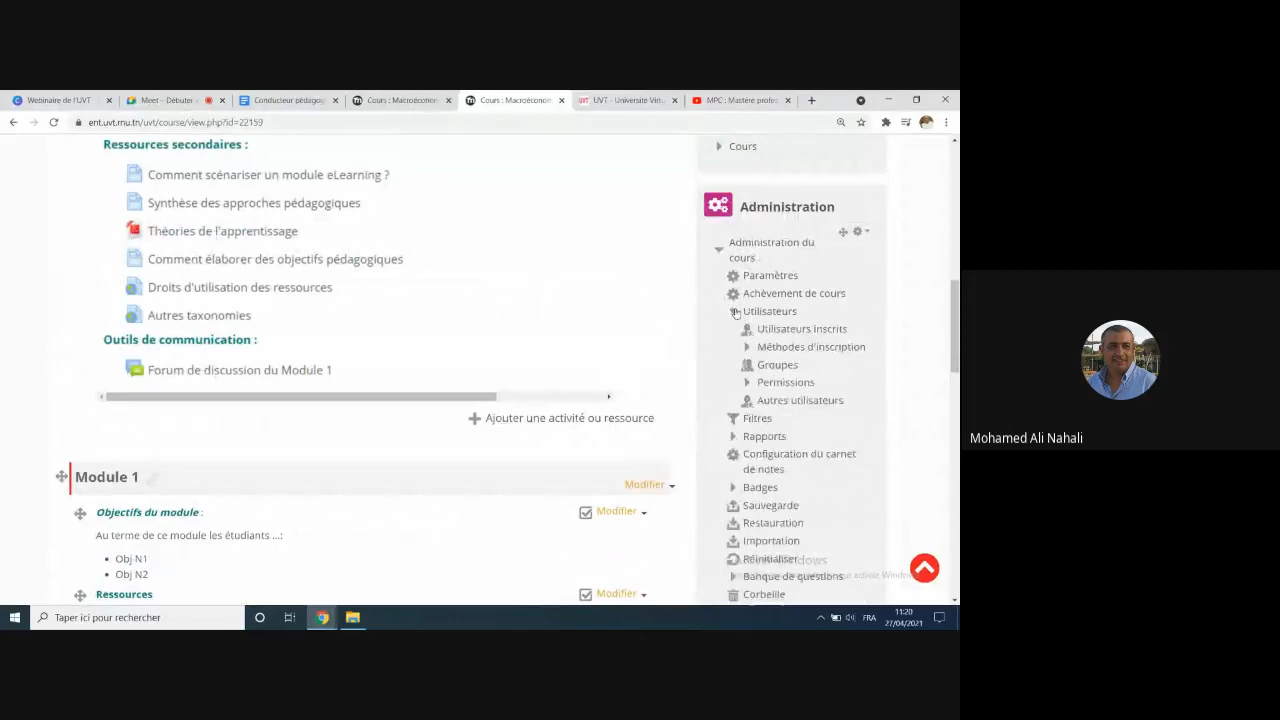 Webinaire de l'UVT
Meet – Débuter
Conducteur pédagog
Cours : Macroéconom
Cours : Macroéconom
UVT - Université Virtu
MPC : Mastère profes
ent.uvt.rnu.tn/uvt/course/view.php?id=22159
Ressources secondaires :
Comment scénariser un module eLearning ?
Synthèse des approches pédagogiques
Théories de l'apprentissage
Comment élaborer des objectifs pédagogiques
Droits d'utilisation des ressources
Autres taxonomies
Outils de communication :
Forum de discussion du Module 1
Ajouter une activité ou ressource
Module 1
Modifier
Objectifs du module :
Modifier
Au terme de ce module les étudiants ...:
Obj N1
Obj N2
Ressources
Modifier
Cours
Administration
Administration du
cours
Paramètres
Achèvement de cours
Utilisateurs
Utilisateurs inscrits
Méthodes d'inscription
Groupes
Permissions
Autres utilisateurs
Filtres
Rapports
Configuration du carnet
de notes
Badges
Sauvegarde
Restauration
Importation
Réinitialiser
Banque de questions
Corbeille
Taper ici pour rechercher
FRA
11:20
27/04/2021
Mohamed Ali Nahali